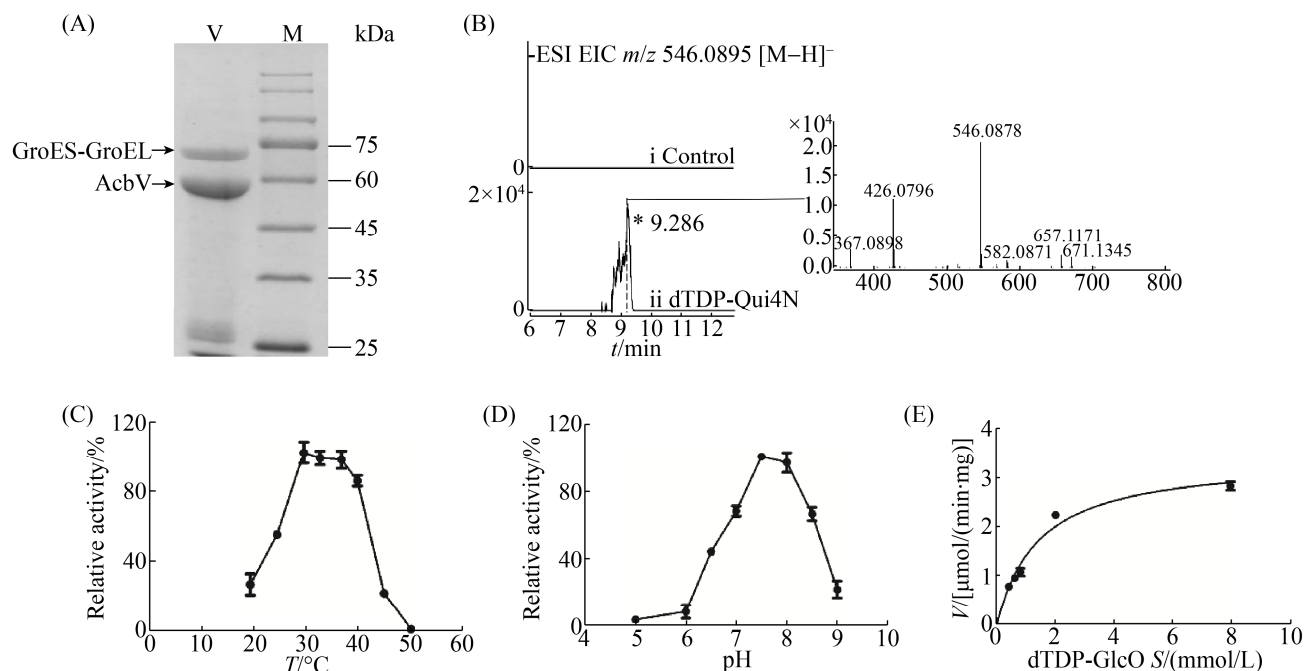 (A)
V M kDa
GroES-GroEL
AcbV
75
60
45
35
25
(B)
-ESI EIC m/z 546.0895 [M−H]⁻
0
i Control
2×10⁴
* 9.286
0
ii dTDP-Qui4N
6 7 8 9 10 11 12
t/min
×10⁴
2.0
1.5
1.0
0.5
0.0
546.0878
426.0796
367.0898
582.0871
657.1171
671.1345
400 500 600 700 800
(C)
Relative activity/%
120
80
40
0
0 10 20 30 40 50 60
T/°C
(D)
Relative activity/%
120
80
40
0
4 5 6 7 8 9 10
pH
(E)
V/[μmol/(min·mg)]
4
3
2
1
0
0 2 4 6 8 10
dTDP-GlcO S/(mmol/L)